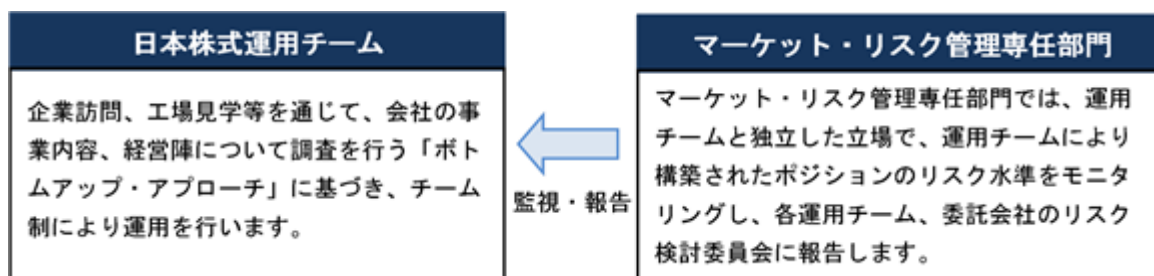 日本株式運用チーム
企業訪問、工場見学等を通じて、会社の事
業内容、経営陣について調査を行う「ボト
ムアップ・アプローチ」に基づき、チーム
制により運用を行います。
監視・報告
マーケット・リスク管理専任部門
マーケット・リスク管理専任部門では、運用
チームと独立した立場で、運用チームにより
構築されたポジションのリスク水準をモニタ
リングし、各運用チーム、委託会社のリスク
検討委員会に報告します。